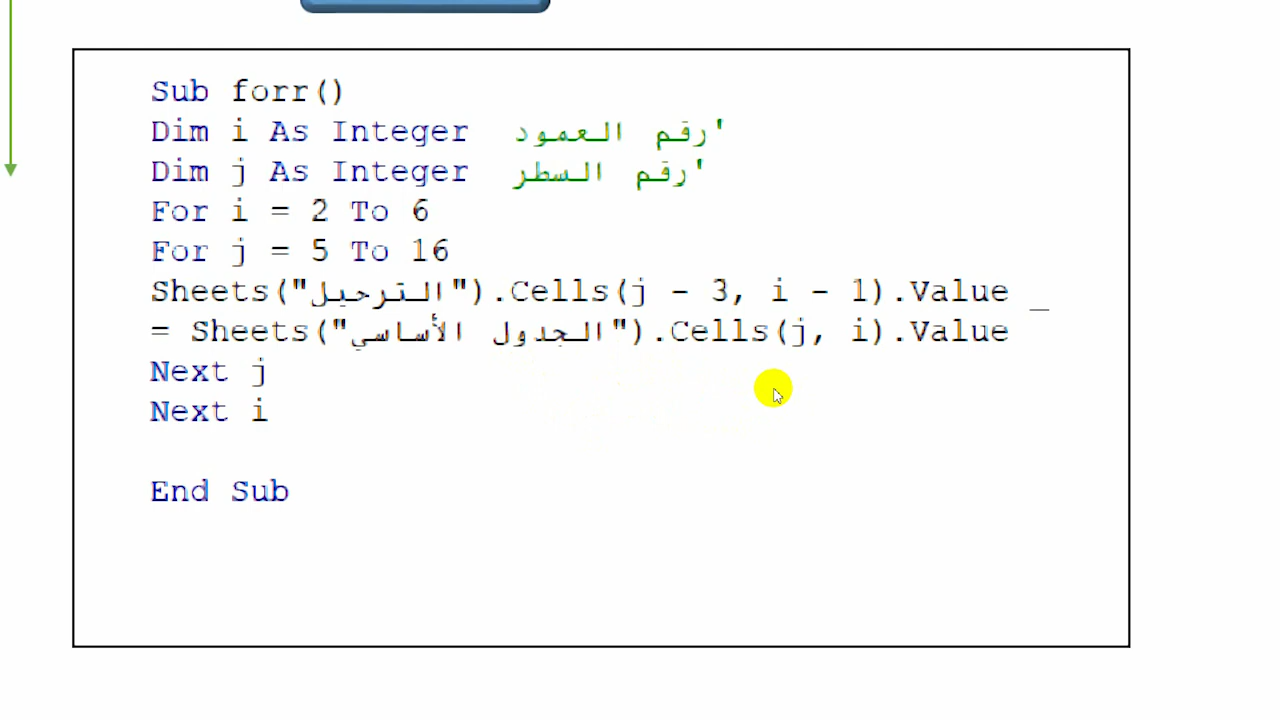 Sub forr()
Dim i As Integer  'رقم العمود
Dim j As Integer  'رقم السطر
For i = 2 To 6
For j = 5 To 16
Sheets("الترحيل").Cells(j - 3, i - 1).Value _
= Sheets("الجدول الأساسي").Cells(j, i).Value
Next j
Next i
End Sub